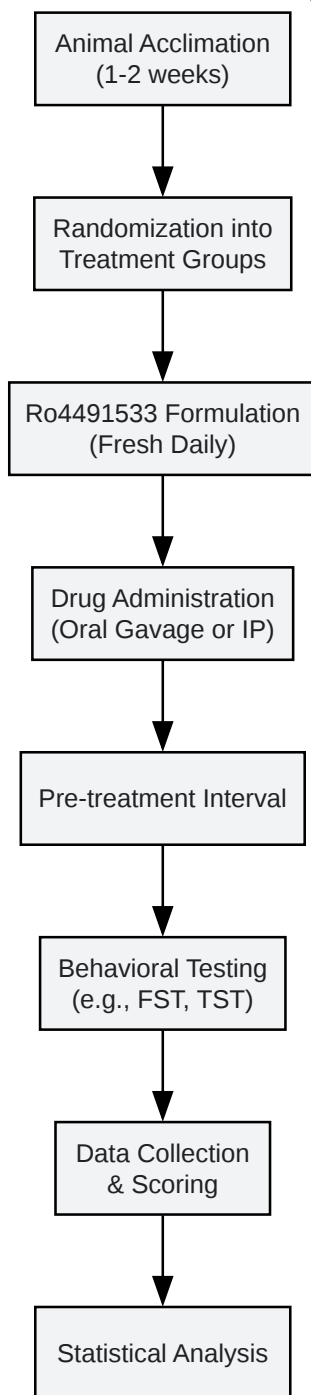 Animal Acclimation
(1-2 weeks)
Randomization into
Treatment Groups
Ro4491533 Formulation
(Fresh Daily)
Drug Administration
(Oral Gavage or IP)
Pre-treatment Interval
Behavioral Testing
(e.g., FST, TST)
Data Collection
& Scoring
Statistical Analysis